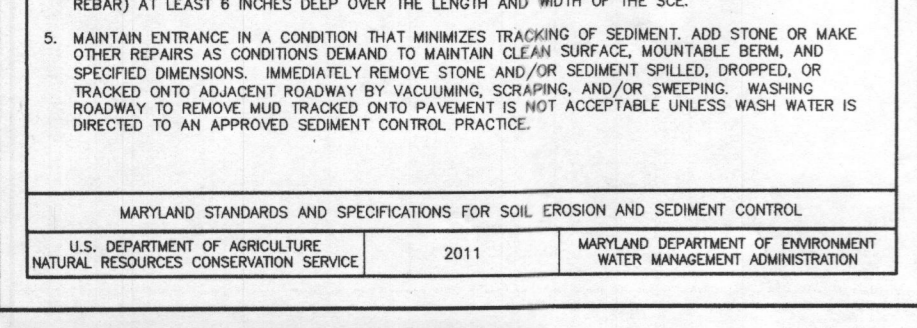 REBAR) AT LEAST 6 INCHES DEEP OVER THE LENGTH AND WIDTH OF THE SCE.
5. MAINTAIN ENTRANCE IN A CONDITION THAT MINIMIZES TRACKING OF SEDIMENT. ADD STONE OR MAKE
OTHER REPAIRS AS CONDITIONS DEMAND TO MAINTAIN CLEAN SURFACE, MOUNTABLE BERM, AND
SPECIFIED DIMENSIONS. IMMEDIATELY REMOVE STONE AND/OR SEDIMENT SPILLED, DROPPED, OR
TRACKED ONTO ADJACENT ROADWAY BY VACUUMING, SCRAPING, AND/OR SWEEPING. WASHING
ROADWAY TO REMOVE MUD TRACKED ONTO PAVEMENT IS NOT ACCEPTABLE UNLESS WASH WATER IS
DIRECTED TO AN APPROVED SEDIMENT CONTROL PRACTICE.
MARYLAND STANDARDS AND SPECIFICATIONS FOR SOIL EROSION AND SEDIMENT CONTROL
U.S. DEPARTMENT OF AGRICULTURE
NATURAL RESOURCES CONSERVATION SERVICE
2011
MARYLAND DEPARTMENT OF ENVIRONMENT
WATER MANAGEMENT ADMINISTRATION